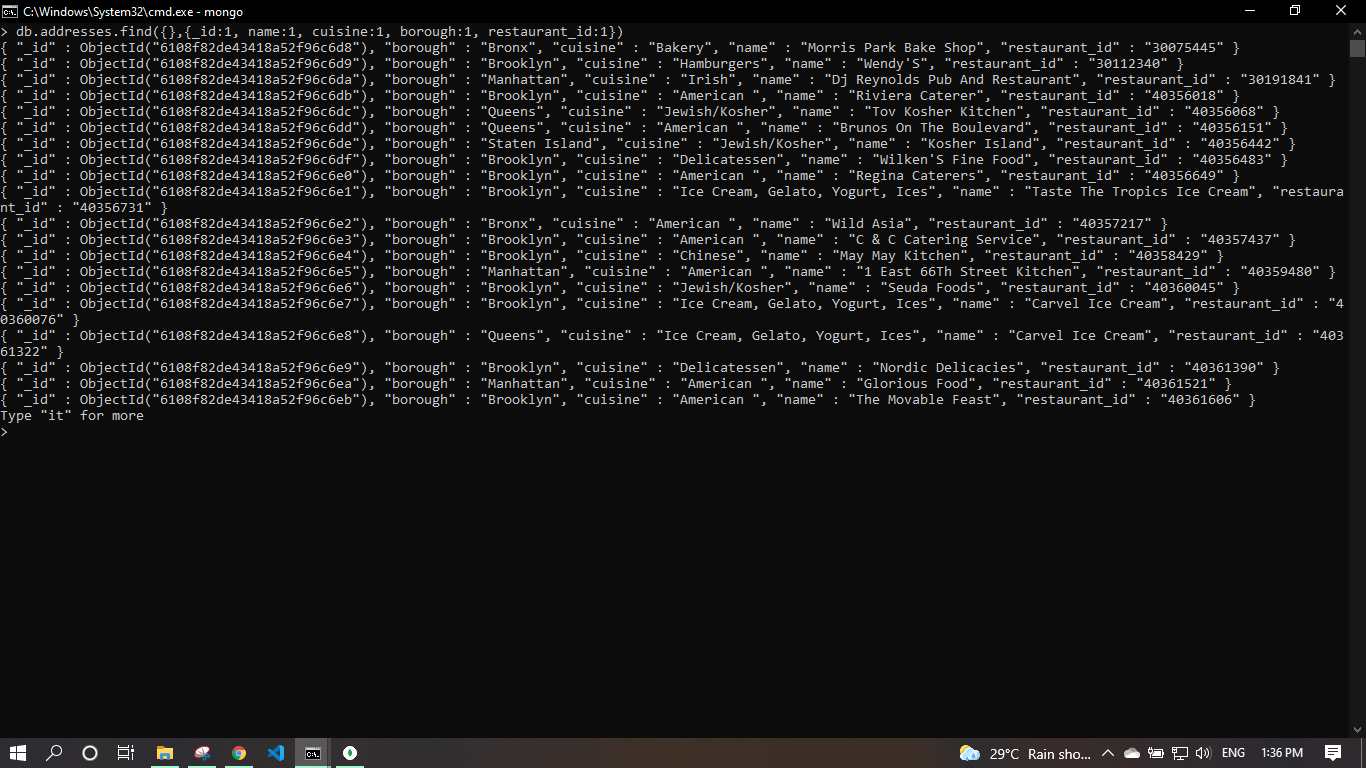 C:\Windows\System32\cmd.exe - mongo
> db.addresses.find({},{_id:1, name:1, cuisine:1, borough:1, restaurant_id:1})
{ "_id" : ObjectId("6108f82de43418a52f96c6d8"), "borough" : "Bronx", "cuisine" : "Bakery", "name" : "Morris Park Bake Shop", "restaurant_id" : "30075445" }
{ "_id" : ObjectId("6108f82de43418a52f96c6d9"), "borough" : "Brooklyn", "cuisine" : "Hamburgers", "name" : "Wendy'S", "restaurant_id" : "30112340" }
{ "_id" : ObjectId("6108f82de43418a52f96c6da"), "borough" : "Manhattan", "cuisine" : "Irish", "name" : "Dj Reynolds Pub And Restaurant", "restaurant_id" : "30191841" }
{ "_id" : ObjectId("6108f82de43418a52f96c6db"), "borough" : "Brooklyn", "cuisine" : "American ", "name" : "Riviera Caterer", "restaurant_id" : "40356018" }
{ "_id" : ObjectId("6108f82de43418a52f96c6dc"), "borough" : "Queens", "cuisine" : "Jewish/Kosher", "name" : "Tov Kosher Kitchen", "restaurant_id" : "40356068" }
{ "_id" : ObjectId("6108f82de43418a52f96c6dd"), "borough" : "Queens", "cuisine" : "American ", "name" : "Brunos On The Boulevard", "restaurant_id" : "40356151" }
{ "_id" : ObjectId("6108f82de43418a52f96c6de"), "borough" : "Staten Island", "cuisine" : "Jewish/Kosher", "name" : "Kosher Island", "restaurant_id" : "40356442" }
{ "_id" : ObjectId("6108f82de43418a52f96c6df"), "borough" : "Brooklyn", "cuisine" : "Delicatessen", "name" : "Wilken'S Fine Food", "restaurant_id" : "40356483" }
{ "_id" : ObjectId("6108f82de43418a52f96c6e0"), "borough" : "Brooklyn", "cuisine" : "American ", "name" : "Regina Caterers", "restaurant_id" : "40356649" }
{ "_id" : ObjectId("6108f82de43418a52f96c6e1"), "borough" : "Brooklyn", "cuisine" : "Ice Cream, Gelato, Yogurt, Ices", "name" : "Taste The Tropics Ice Cream", "restaura
nt_id" : "40356731" }
{ "_id" : ObjectId("6108f82de43418a52f96c6e2"), "borough" : "Bronx", "cuisine" : "American ", "name" : "Wild Asia", "restaurant_id" : "40357217" }
{ "_id" : ObjectId("6108f82de43418a52f96c6e3"), "borough" : "Brooklyn", "cuisine" : "American ", "name" : "C & C Catering Service", "restaurant_id" : "40357437" }
{ "_id" : ObjectId("6108f82de43418a52f96c6e4"), "borough" : "Brooklyn", "cuisine" : "Chinese", "name" : "May May Kitchen", "restaurant_id" : "40358429" }
{ "_id" : ObjectId("6108f82de43418a52f96c6e5"), "borough" : "Manhattan", "cuisine" : "American ", "name" : "1 East 66Th Street Kitchen", "restaurant_id" : "40359480" }
{ "_id" : ObjectId("6108f82de43418a52f96c6e6"), "borough" : "Brooklyn", "cuisine" : "Jewish/Kosher", "name" : "Seuda Foods", "restaurant_id" : "40360045" }
{ "_id" : ObjectId("6108f82de43418a52f96c6e7"), "borough" : "Brooklyn", "cuisine" : "Ice Cream, Gelato, Yogurt, Ices", "name" : "Carvel Ice Cream", "restaurant_id" : "4
0360076" }
{ "_id" : ObjectId("6108f82de43418a52f96c6e8"), "borough" : "Queens", "cuisine" : "Ice Cream, Gelato, Yogurt, Ices", "name" : "Carvel Ice Cream", "restaurant_id" : "403
61322" }
{ "_id" : ObjectId("6108f82de43418a52f96c6e9"), "borough" : "Brooklyn", "cuisine" : "Delicatessen", "name" : "Nordic Delicacies", "restaurant_id" : "40361390" }
{ "_id" : ObjectId("6108f82de43418a52f96c6ea"), "borough" : "Manhattan", "cuisine" : "American ", "name" : "Glorious Food", "restaurant_id" : "40361521" }
{ "_id" : ObjectId("6108f82de43418a52f96c6eb"), "borough" : "Brooklyn", "cuisine" : "American ", "name" : "The Movable Feast", "restaurant_id" : "40361606" }
Type "it" for more
>
29°C Rain sho... ENG 1:36 PM